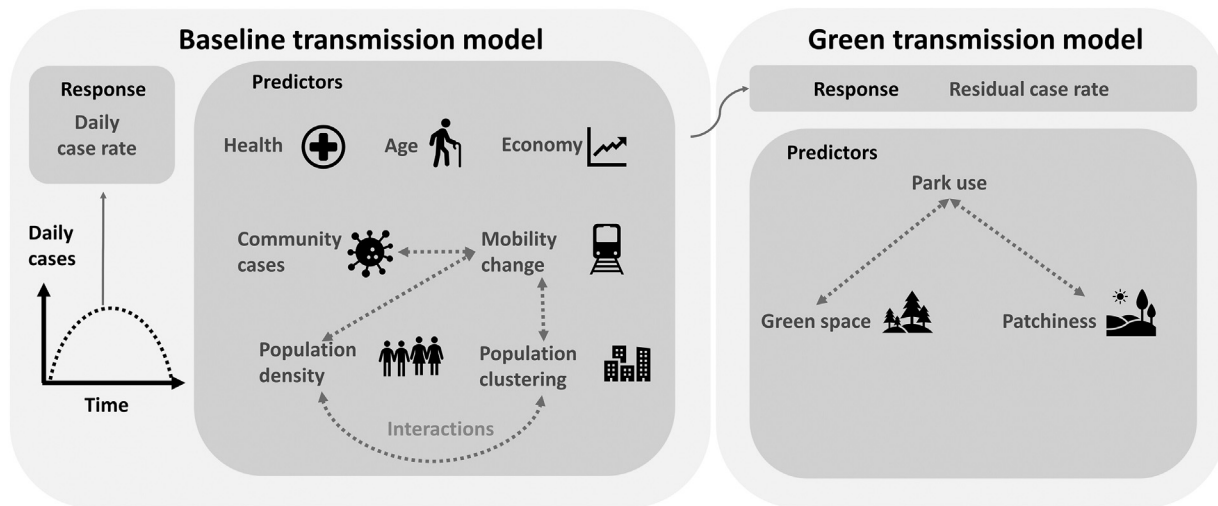 Baseline transmission model
Response
Daily
case rate
Daily
cases
Time
Predictors
Health
Age
Economy
Community
cases
Mobility
change
Population
density
Population
clustering
Interactions
Green transmission model
Response Residual case rate
Predictors
Park use
Green space
Patchiness